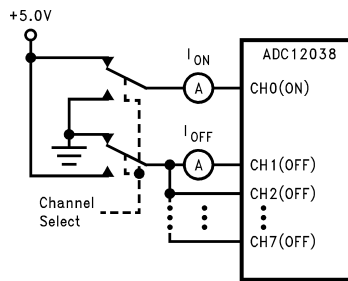 +5.0V
I ON
ADC12038
A
CH0(ON)
I OFF
A
CH1(OFF)
CH2(OFF)
Channel
Select
CH7(OFF)